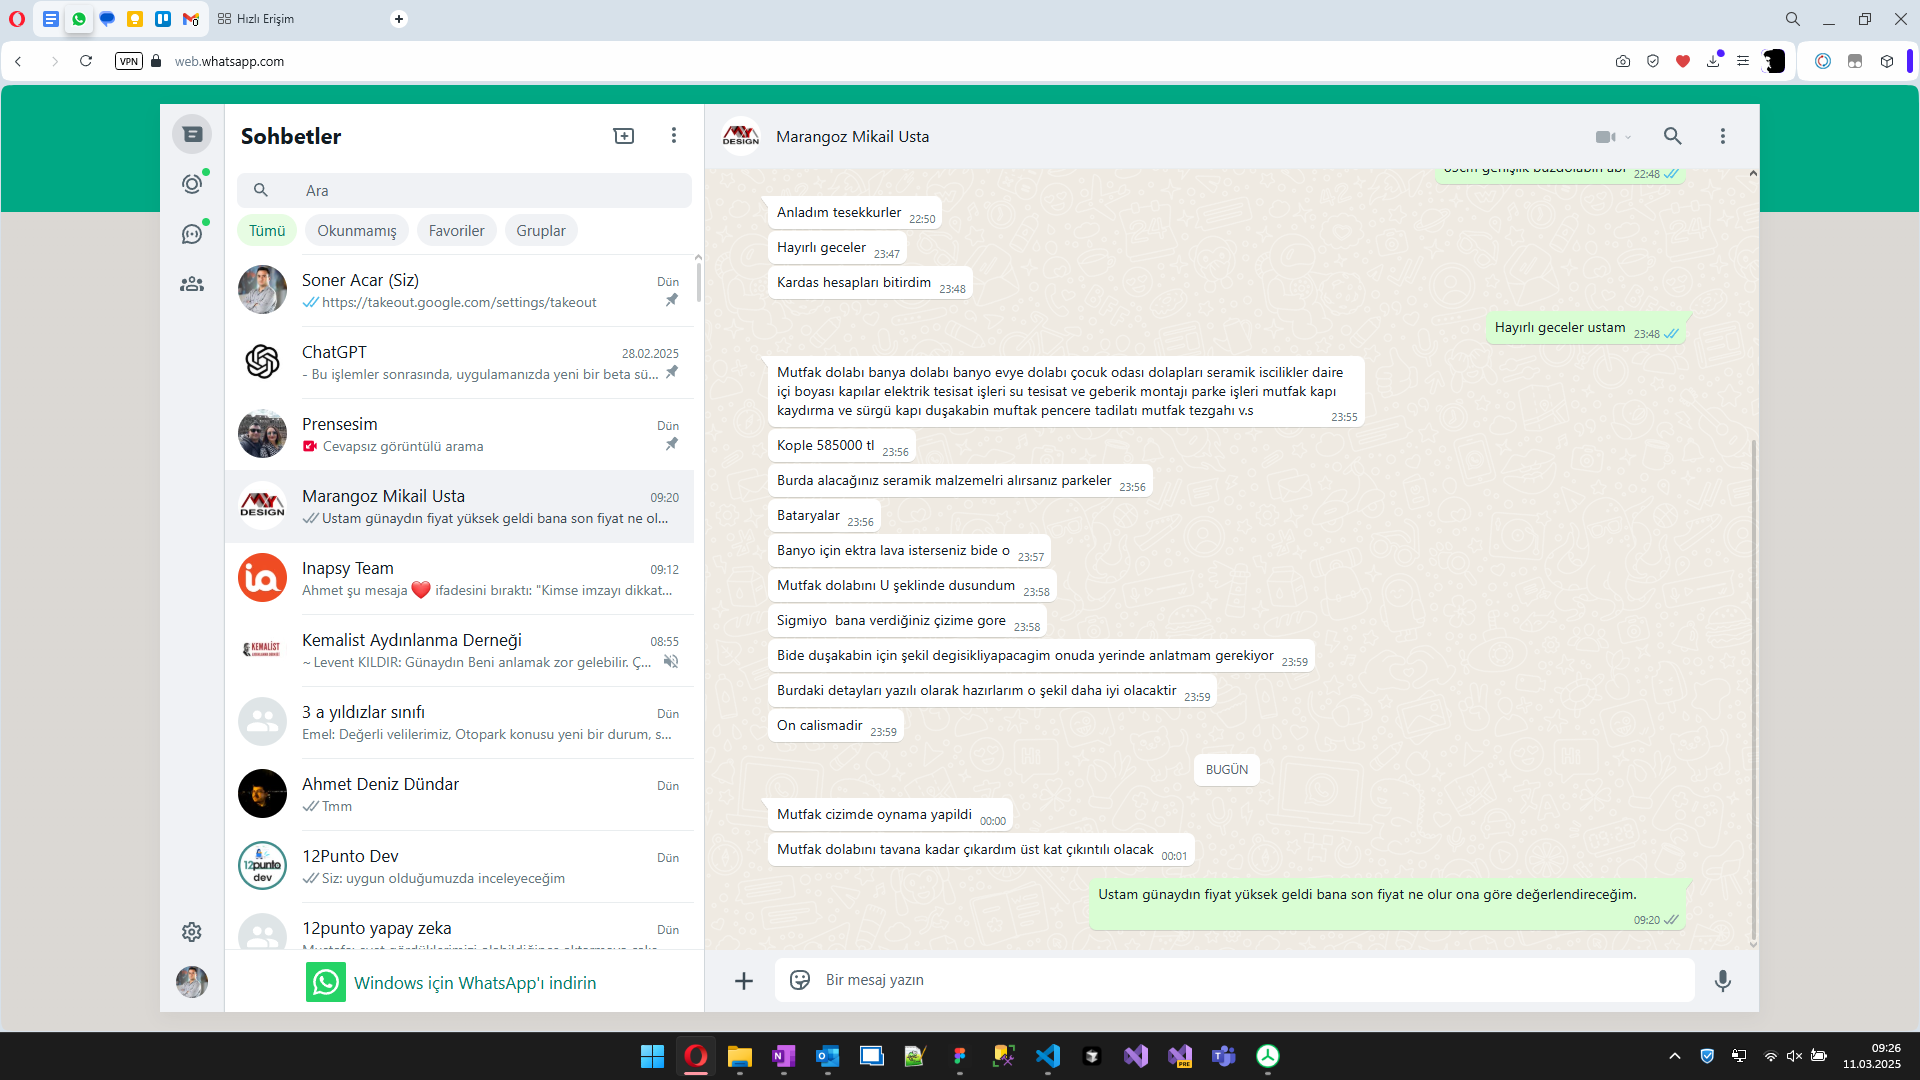 Hızlı Erişim
VPN
web.whatsapp.com
Sohbetler
Ara
Tümü
Okunmamış
Favoriler
Gruplar
Soner Acar (Siz)
Dün
https://takeout.google.com/settings/takeout
ChatGPT
28.02.2025
- Bu işlemler sonrasında, uygulamanızda yeni bir beta sü...
Prensesim
Dün
Cevapsız görüntülü arama
Marangoz Mikail Usta
09:20
Ustam günaydın fiyat yüksek geldi bana son fiyat ne ol...
Inapsy Team
09:12
Ahmet şu mesaja ❤️ ifadesini bıraktı: "Kimse imzayı dikkat...
KEMALİST
Kemalist Aydınlanma Derneği
08:55
~ Levent KILDIR: Günaydın Beni anlamak zor gelebilir. Ç...
3 a yıldızlar sınıfı
Dün
Emel: Değerli velilerimiz, Otopark konusu yeni bir durum, s...
Ahmet Deniz Dündar
Dün
Tmm
12punto
dev
12Punto Dev
Dün
Siz: uygun olduğumuzda inceleyeceğim
12punto yapay zeka
Dün
Windows için WhatsApp'ı indirin
DESIGN
Marangoz Mikail Usta
22:48
Anladım tesekkurler 22:50
Hayırlı geceler 23:47
Kardas hesapları bitirdim 23:48
Hayırlı geceler ustam 23:48
Mutfak dolabı banya dolabı banyo evye dolabı çocuk odası dolapları seramik iscilikler daire
içi boyası kapılar elektrik tesisat işleri su tesisat ve geberik montajı parke işleri mutfak kapı
kaydırma ve sürgü kapı duşakabin muftak pencere tadilatı mutfak tezgahı v.s
23:55
Kople 585000 tl 23:56
Burda alacağınız seramik malzemelri alırsanız parkeler 23:56
Bataryalar 23:56
Banyo için ektra lava isterseniz bide o 23:57
Mutfak dolabını U şeklinde dusundum 23:58
Sigmiyo  bana verdiğiniz çizime gore 23:58
Bide duşakabin için şekil degisikliyapacagim onuda yerinde anlatmam gerekiyor 23:59
Burdaki detayları yazılı olarak hazırlarım o şekil daha iyi olacaktir 23:59
On calismadir 23:59
BUGÜN
Mutfak cizimde oynama yapildi 00:00
Mutfak dolabını tavana kadar çıkardım üst kat çıkıntılı olacak 00:01
Ustam günaydın fiyat yüksek geldi bana son fiyat ne olur ona göre değerlendireceğim.
09:20
Bir mesaj yazın
09:26
11.03.2025